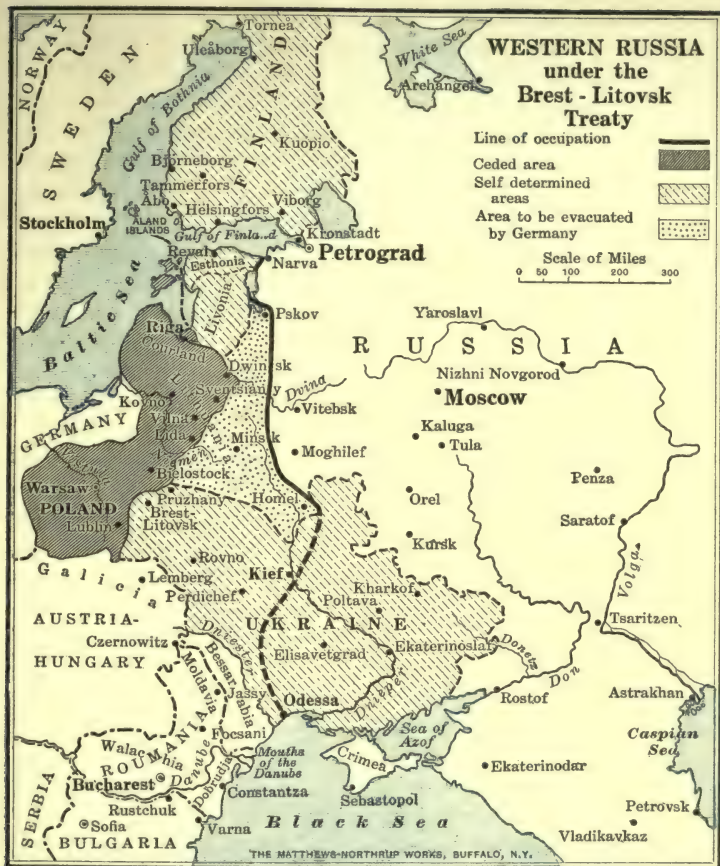 WESTERN RUSSIA
under the
Brest - Litovsk
Treaty
Line of occupation
Ceded area
Self determined
areas
Area to be evacuated
by Germany
Scale of Miles
0 50 100 200 300
NORWAY
SWEDEN
FINLAND
Tornea
Uleåborg
White Sea
Archangel
Gulf of Bothnia
Kuopio
Bjorneborg
Tammerfors
Åbo
Helsingfors
Viborg
ÅLAND
ISLANDS
Stockholm
Gulf of Finland
Kronstadt
Petrograd
Reval
Esthonia
Narva
Baltic Sea
Livonia
Pskov
Yaroslavl
RUSSIA
Riga
Courland
Dwinsk
Dvina
Nizhni Novgorod
Moscow
Sventsiany
Vitebsk
Kovno
Lithuania
Vilna
GERMANY
Lida
Minsk
Kaluga
Tula
Niemen
Moghilef
Bielostock
Penza
Warsaw
Pruzhany
Homel
Orel
POLAND
Brest-
Litovsk
Lublin
Saratof
Kursk
Volga
Rovno
Galicia
Lemberg
Kief
Perdichef
Kharkof
Poltava
AUSTRIA-
HUNGARY
UKRAINE
Tsaritzen
Czernowitz
Dniester
Elisavetgrad
Ekaterinoslaf
Donetz
Don
Moldavia
Bessarabia
Jassy
Odessa
Dnieper
Rostof
Astrakhan
Focsani
Sea of
Azof
Caspian
Sea
Walachia
ROUMANIA
Danube
Mouths
of the
Danube
Crimea
Ekaterinodar
Bucharest
Dobrudja
Constantza
Sebastopol
SERBIA
Rustchuk
Petrovsk
Sofia
Varna
Black Sea
Vladikavkaz
BULGARIA
THE MATTHEWS-NORTHRUP WORKS, BUFFALO, N.Y.